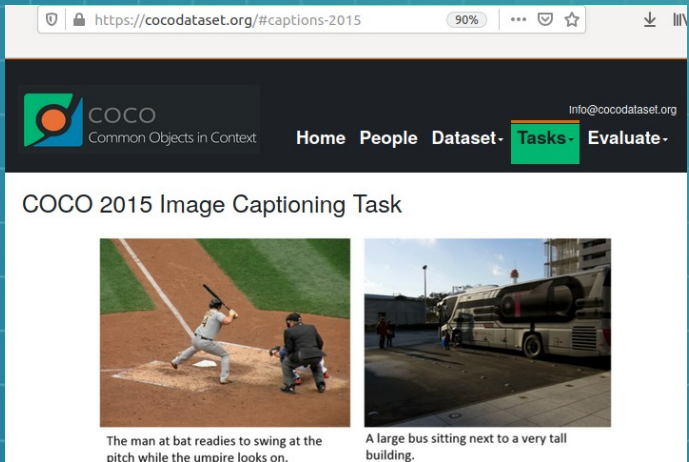 https://cocodataset.org/#captions-2015
90%
Info@cocodataset.org
COCO
Common Objects in Context
Home People Dataset Tasks Evaluate
COCO 2015 Image Captioning Task
The man at bat readies to swing at the
pitch while the umpire looks on.
A large bus sitting next to a very tall
building.